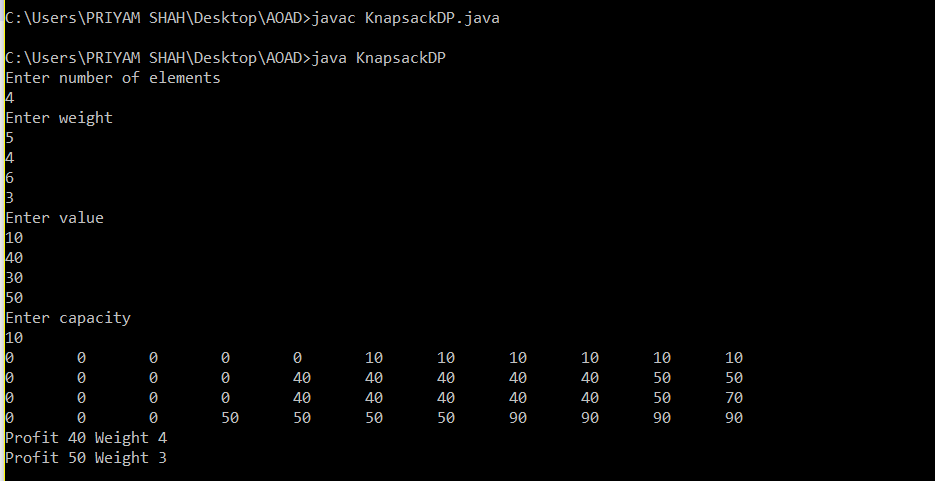 C:\Users\PRIYAM SHAH\Desktop\AOAD>javac KnapsackDP.java
C:\Users\PRIYAM SHAH\Desktop\AOAD>java KnapsackDP
Enter number of elements
4
Enter weight
5
4
6
3
Enter value
10
40
30
50
Enter capacity
10
0 0 0 0 0 10 10 10 10 10 10
0 0 0 0 40 40 40 40 40 50 50
0 0 0 0 40 40 40 40 40 50 70
0 0 0 50 50 50 50 90 90 90 90
Profit 40 Weight 4
Profit 50 Weight 3